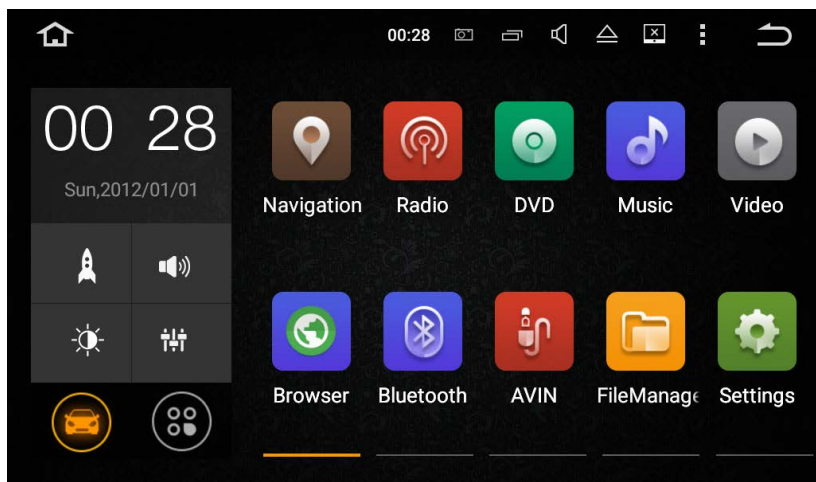 00:28
00 28
Sun,2012/01/01
Navigation Radio DVD Music Video
Browser Bluetooth AVIN FileManage Settings